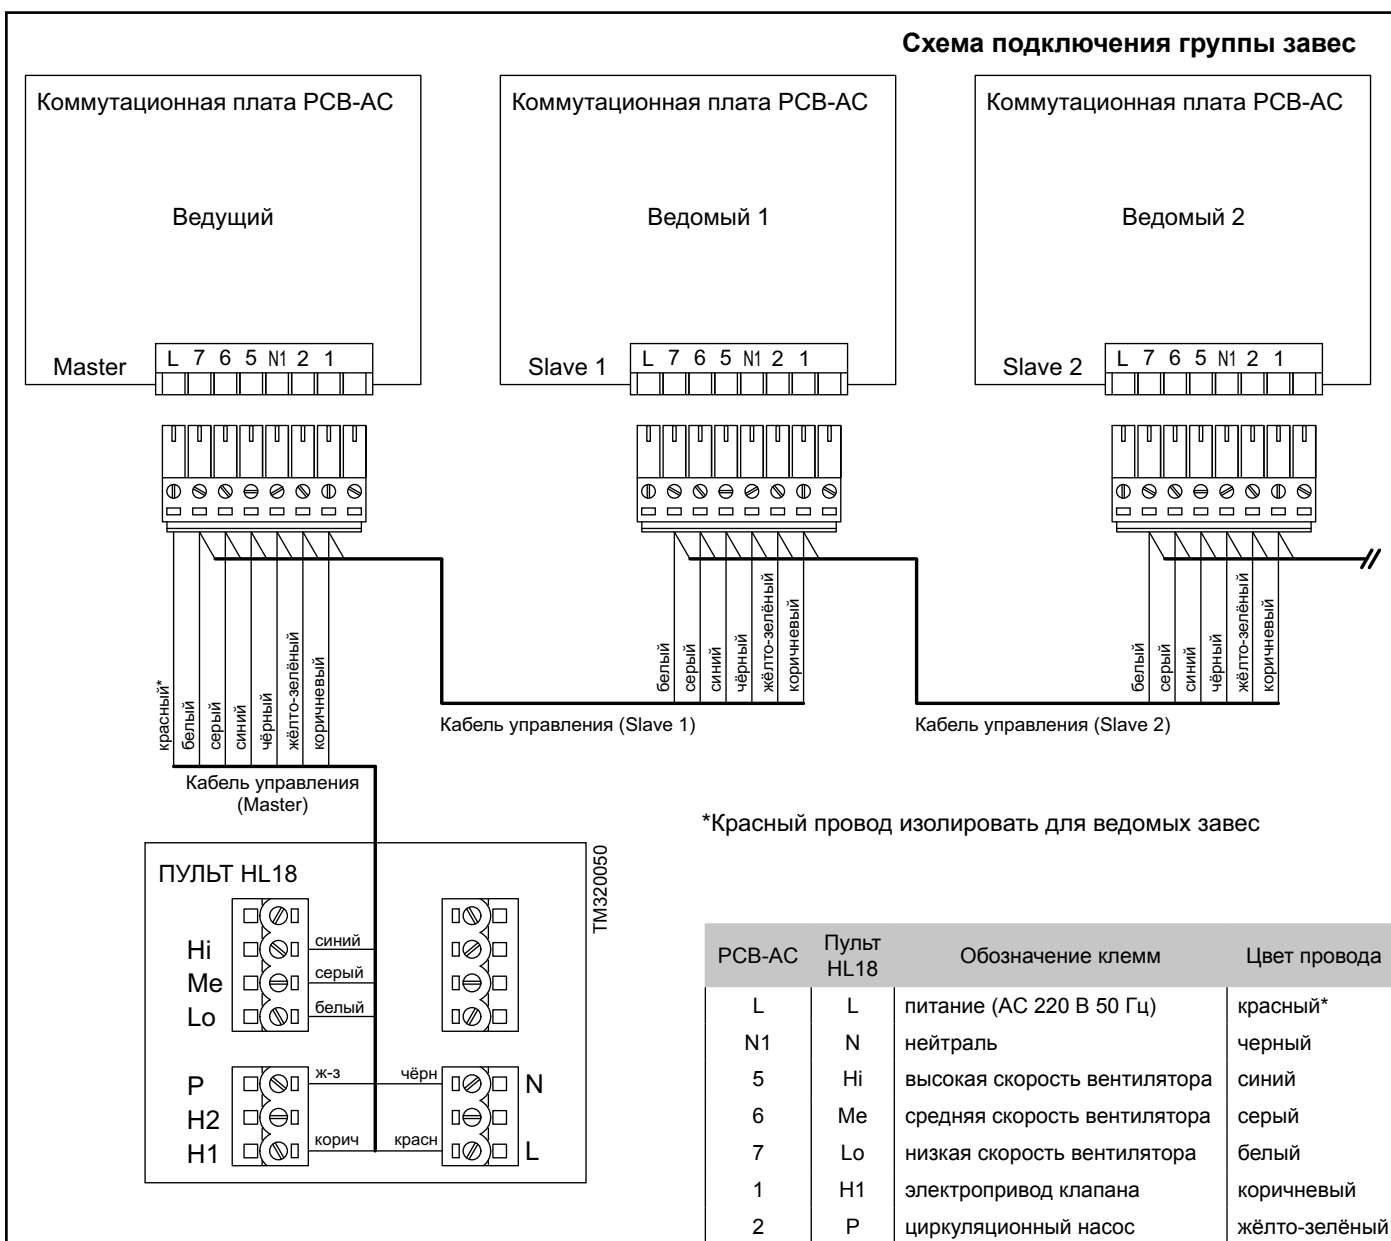 Схема подключения группы завес
Коммутационная плата PCB-AC
Ведущий
Master
L 7 6 5 N1 2 1
Коммутационная плата PCB-AC
Ведомый 1
Slave 1
L 7 6 5 N1 2 1
Коммутационная плата PCB-AC
Ведомый 2
Slave 2
L 7 6 5 N1 2 1
красный*
белый
серый
синий
чёрный
жёлто-зелёный
коричневый
Кабель управления
(Master)
белый
серый
синий
чёрный
жёлто-зелёный
коричневый
Кабель управления (Slave 1)
белый
серый
синий
чёрный
жёлто-зелёный
коричневый
Кабель управления (Slave 2)
*Красный провод изолировать для ведомых завес
ПУЛЬТ HL18
TM320050
Hi синий
Me серый
Lo белый
P ж-з чёрн N
H2
H1 корич красн L
PCB-AC Пульт HL18 Обозначение клемм Цвет провода
L L питание (AC 220 В 50 Гц) красный*
N1 N нейтраль черный
5 Hi высокая скорость вентилятора синий
6 Me средняя скорость вентилятора серый
7 Lo низкая скорость вентилятора белый
1 H1 электропривод клапана коричневый
2 P циркуляционный насос жёлто-зелёный